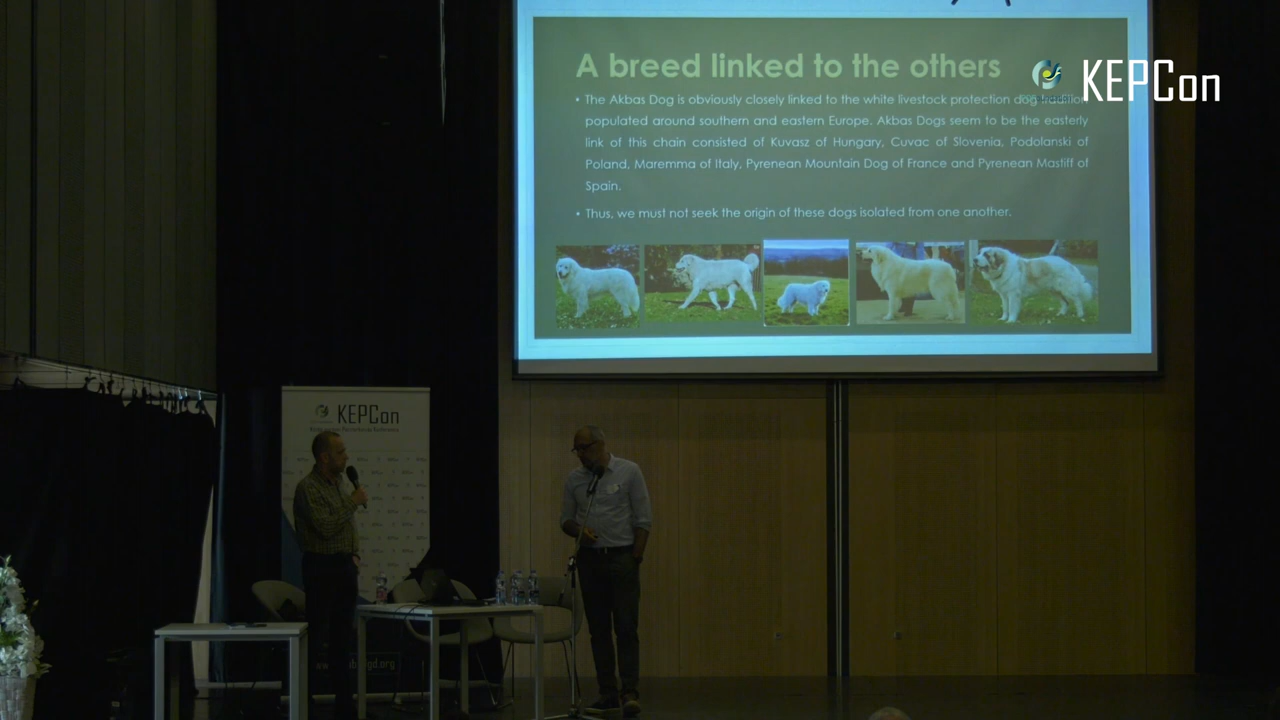 A breed linked to the others
KEPCon
• The Akbas Dog is obviously closely linked to the white livestock protection dog
populated around southern and eastern Europe. Akbas Dogs seem to be the easterly
link of this chain consisted of Kuvasz of Hungary, Cuvac of Slovenia, Podolanski of
Poland, Maremma of Italy, Pyrenean Mountain Dog of France and Pyrenean Mastiff of
Spain.
• Thus, we must not seek the origin of these dogs isolated from one another.
KEPCon